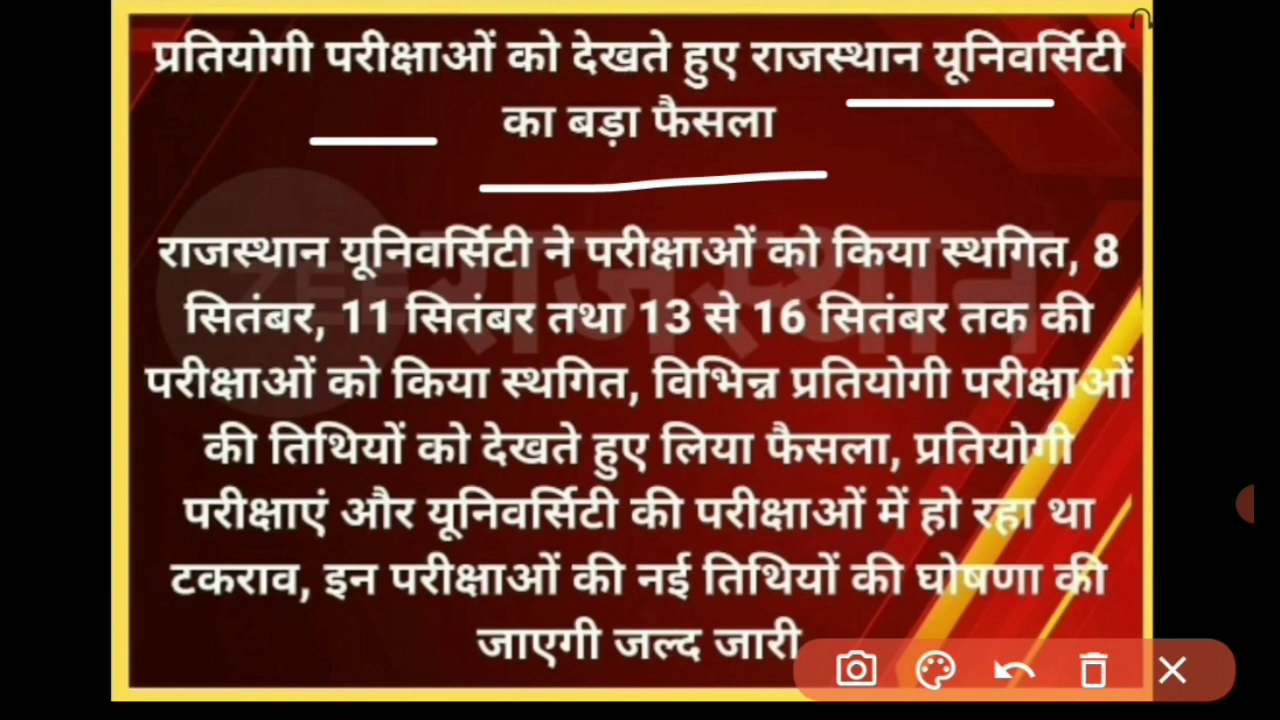 प्रतियोगी परीक्षाओं को देखते हुए राजस्थान यूनिवर्सिटी
का बड़ा फैसला
राजस्थान यूनिवर्सिटी ने परीक्षाओं को किया स्थगित, 8
सितंबर, 11 सितंबर तथा 13 से 16 सितंबर तक की
परीक्षाओं को किया स्थगित, विभिन्न प्रतियोगी परीक्षाओं
की तिथियों को देखते हुए लिया फैसला, प्रतियोगी
परीक्षाएं और यूनिवर्सिटी की परीक्षाओं में हो रहा था
टकराव, इन परीक्षाओं की नई तिथियों की घोषणा की
जाएगी जल्द जारी
ZEE राजस्थान